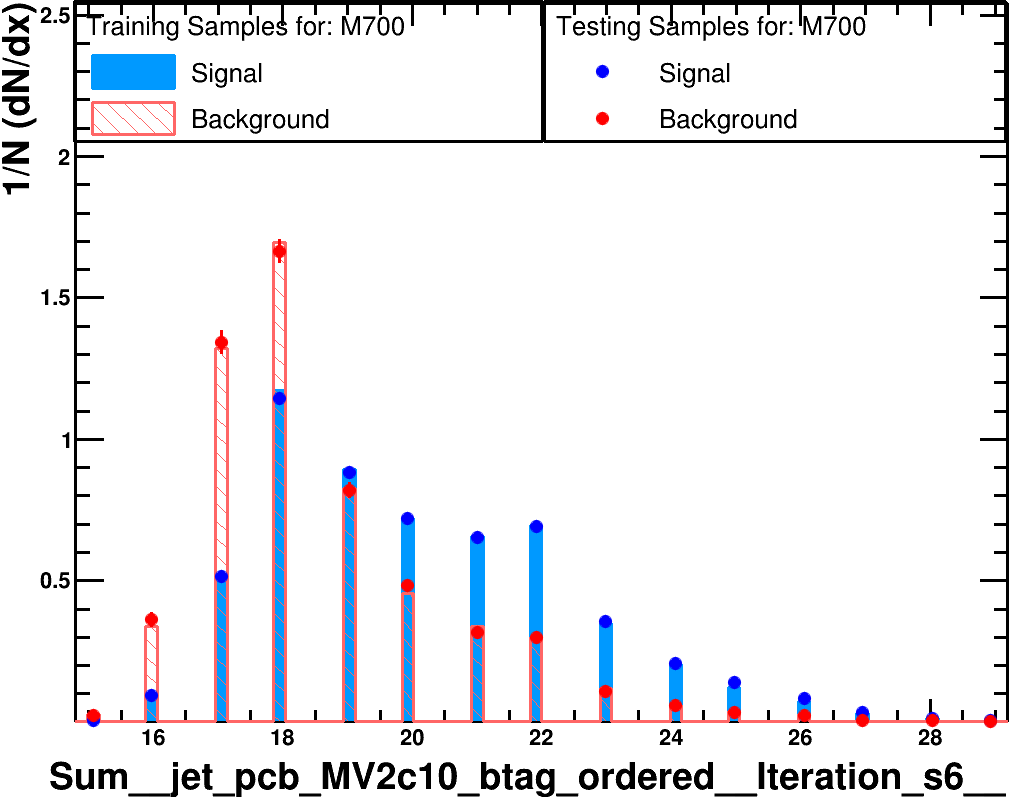 1/N (dN/dx)
Training Samples for: M700
Signal
Background
Testing Samples for: M700
Signal
Background
2.5
2
1.5
1
0.5
16 18 20 22 24 26 28
Sum__jet_pcb_MV2c10_btag_ordered__Iteration_s6__